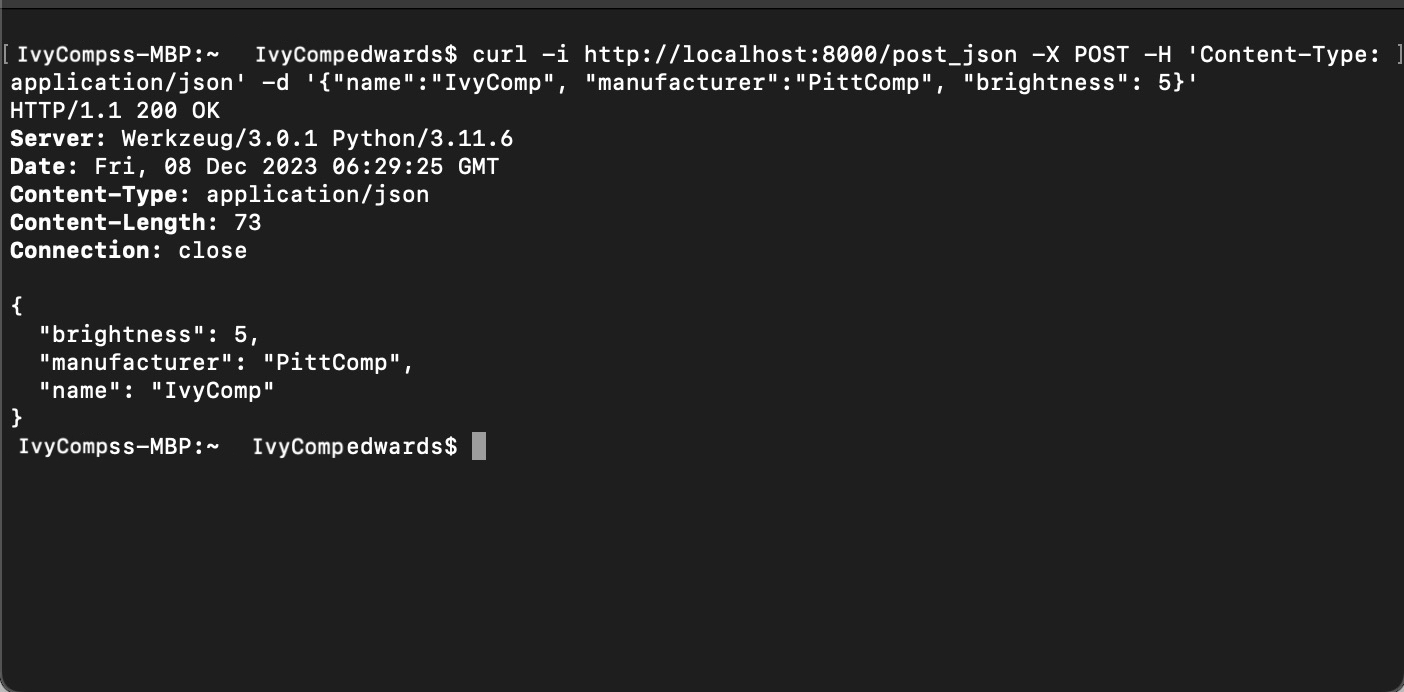 [ IvyCompss-MBP:~ IvyCompedwards$ curl -i http://localhost:8000/post_json -X POST -H 'Content-Type: ]
application/json' -d '{"name":"IvyComp", "manufacturer":"PittComp", "brightness": 5}'
HTTP/1.1 200 OK
Server: Werkzeug/3.0.1 Python/3.11.6
Date: Fri, 08 Dec 2023 06:29:25 GMT
Content-Type: application/json
Content-Length: 73
Connection: close
{
"brightness": 5,
"manufacturer": "PittComp",
"name": "IvyComp"
}
IvyCompss-MBP:~ IvyCompedwards$